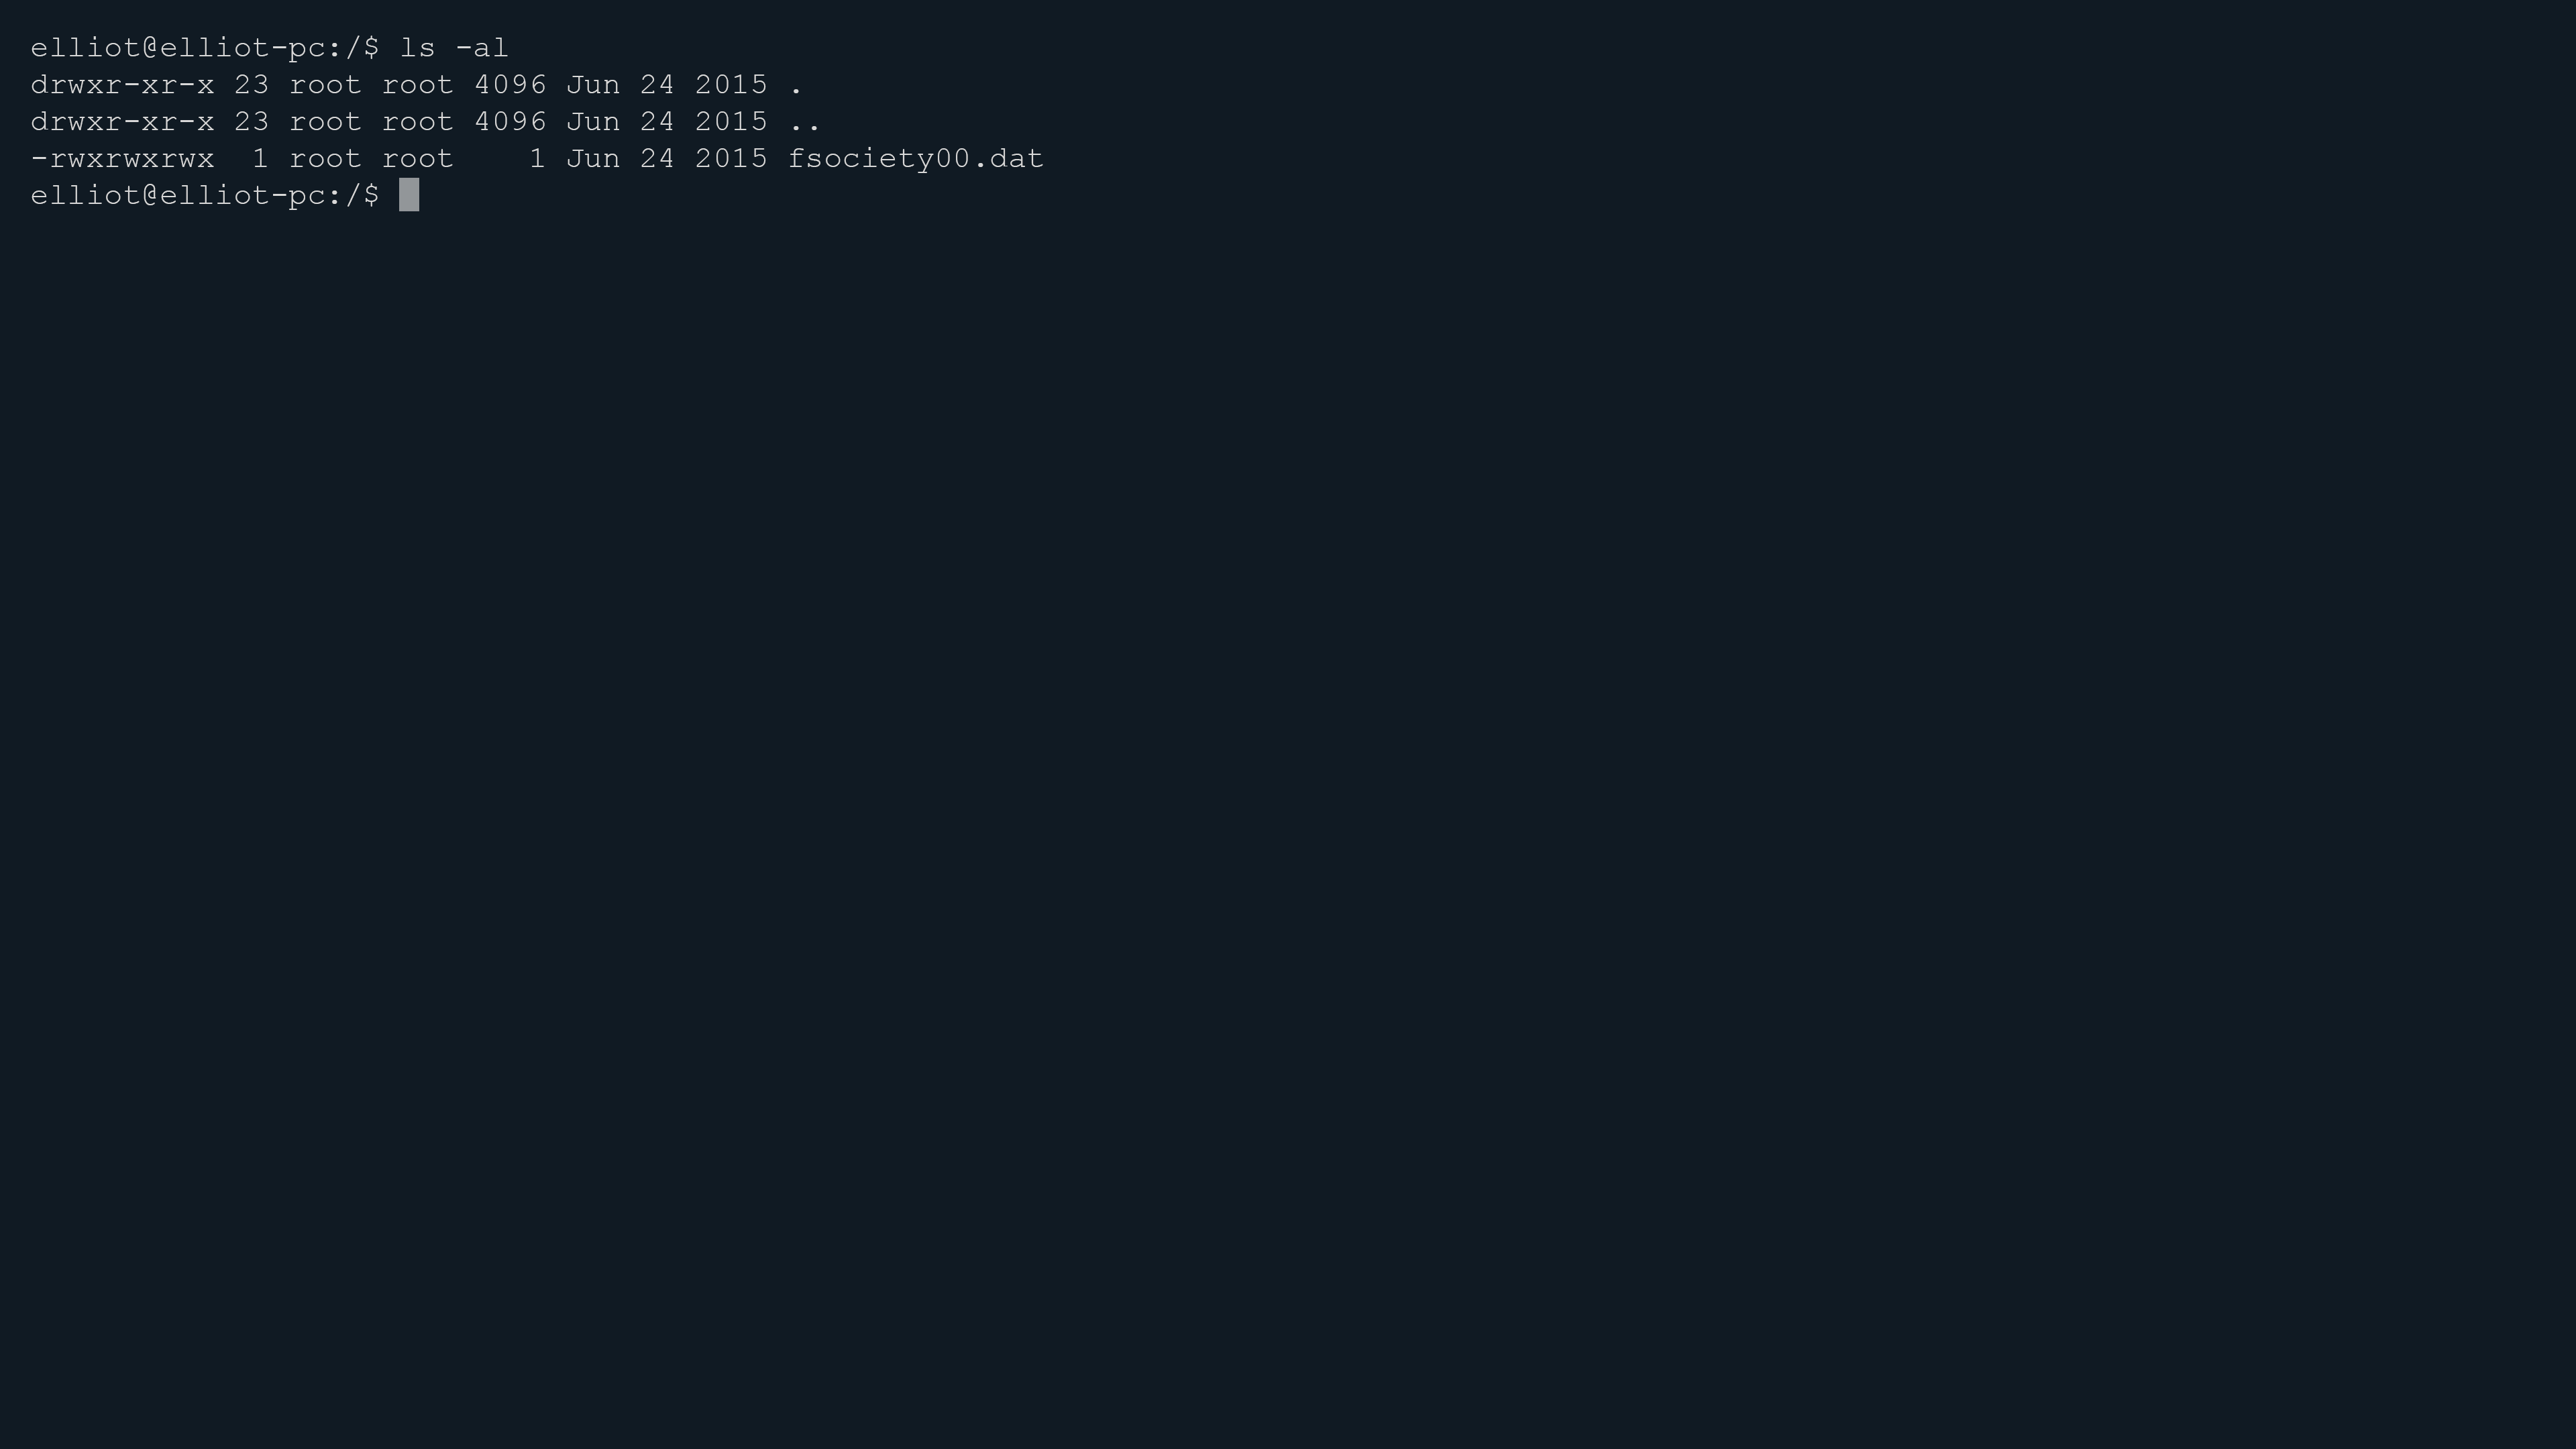 elliot@elliot-pc:/$ ls -al
drwxr-xr-x 23 root root 4096 Jun 24 2015 .
drwxr-xr-x 23 root root 4096 Jun 24 2015 ..
-rwxrwxrwx  1 root root    1 Jun 24 2015 fsociety00.dat
elliot@elliot-pc:/$